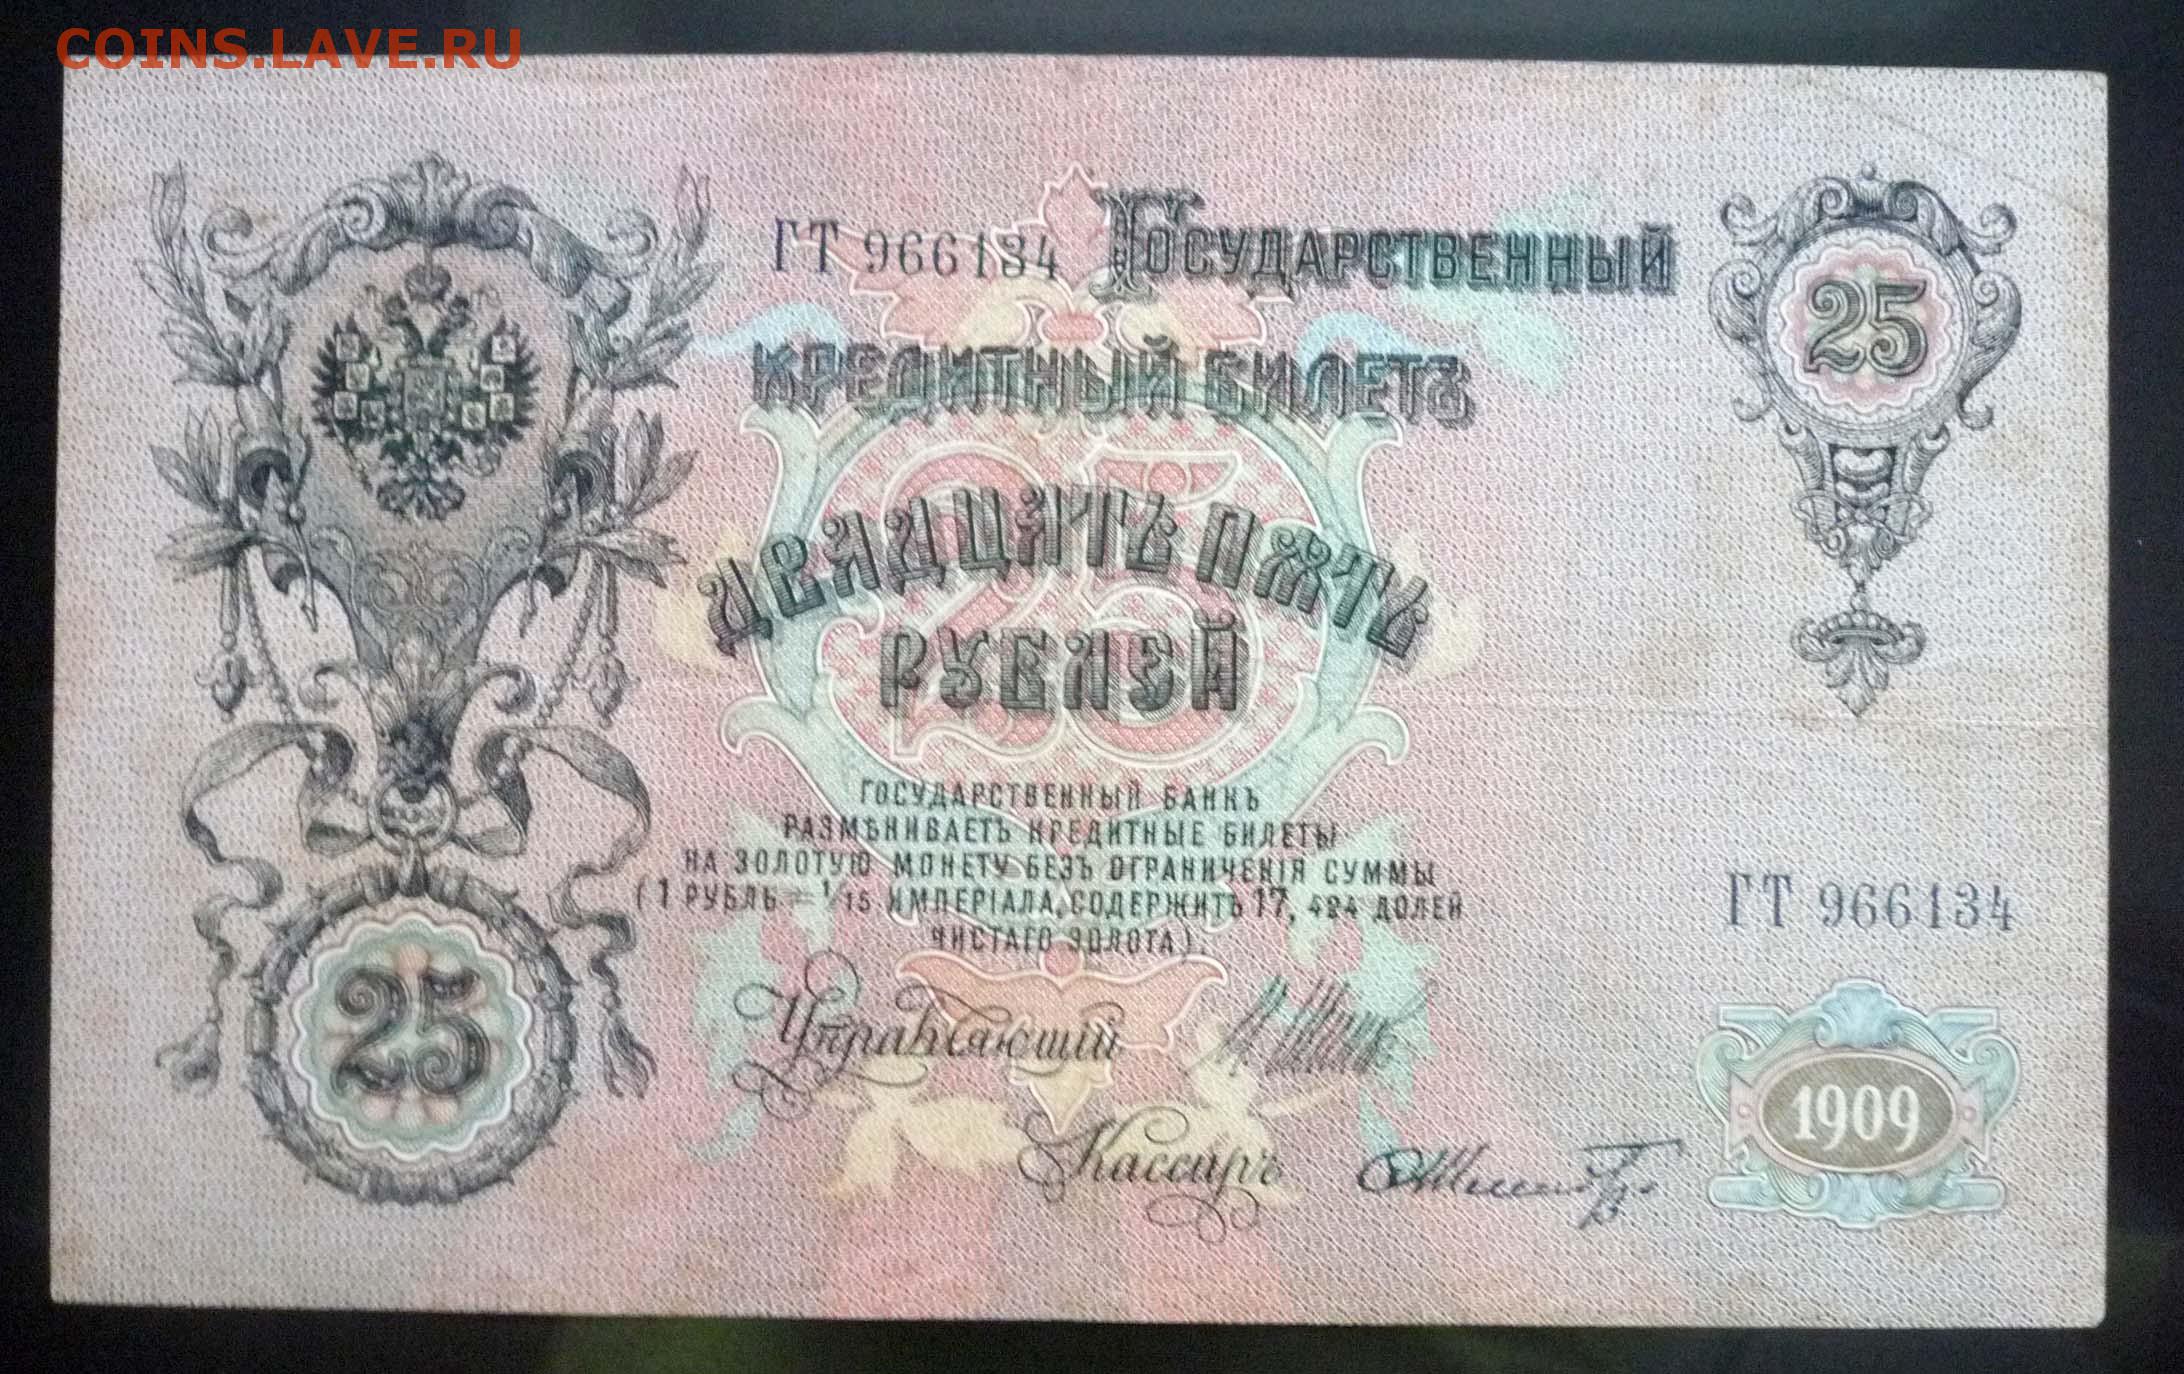 COINS.LAVE.RU
ГТ 966134 ГОСУДАРСТВЕННЫЙ
25
КРЕДИТНЫЙ БИЛЕТЪ
25
ДВАДЦАТЬ ПЯТЬ
РУБЛЕЙ
ГОСУДАРСТВЕННЫЙ БАНКЪ
РАЗМѢНИВАЕТЪ КРЕДИТНЫЕ БИЛЕТЫ
НА ЗОЛОТУЮ МОНЕТУ БЕЗЪ ОГРАНИЧЕНІЯ СУММЫ
(1 РУБЛЬ = 1/15 ИМПЕРІАЛА, СОДЕРЖИТЪ 17, 424 ДОЛЕЙ
ЧИСТАГО ЗОЛОТА).
ГТ 966134
25
Управляющій
Кассиръ
1909